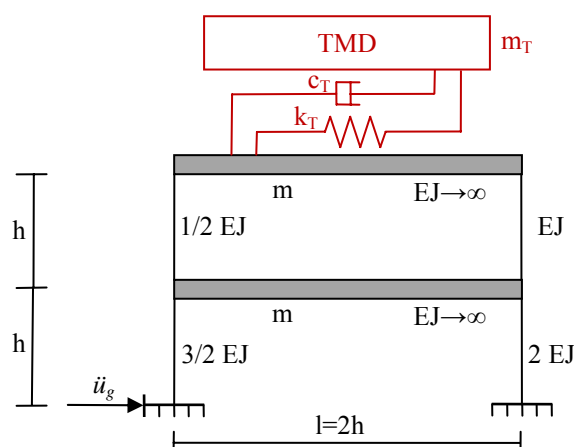 TMD
m_T
c_T
k_T
m
EJ→∞
h
1/2 EJ
EJ
m
EJ→∞
h
3/2 EJ
2 EJ
ü_g
l=2h